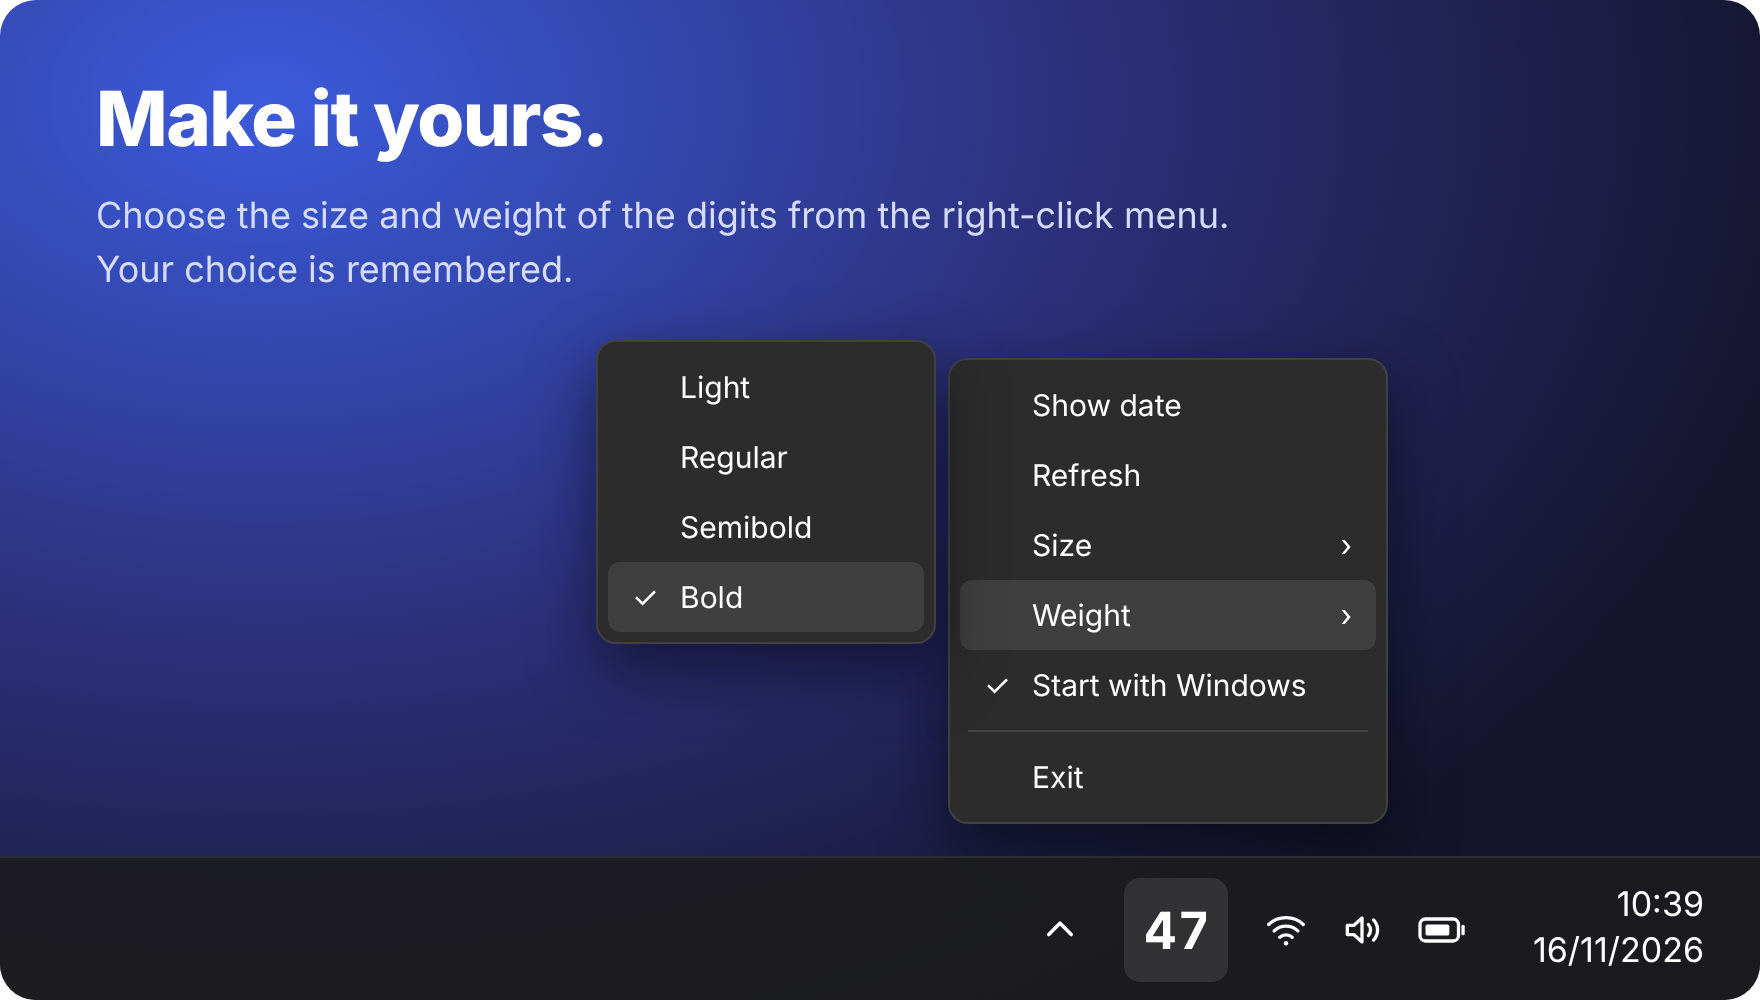 Make it yours.
Choose the size and weight of the digits from the right-click menu.
Your choice is remembered.
Light
Regular
Semibold
Bold
Show date
Refresh
Size
Weight
Start with Windows
Exit
47
10:39
16/11/2026